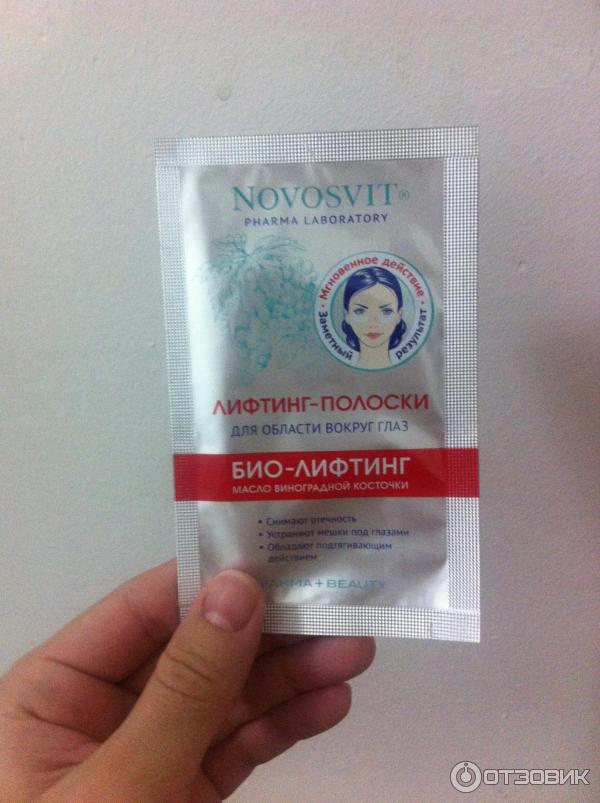 NOVOSVIT®
PHARMA LABORATORY
Мгновенное действие
Заметный результат
ЛИФТИНГ-ПОЛОСКИ
ДЛЯ ОБЛАСТИ ВОКРУГ ГЛАЗ
БИО-ЛИФТИНГ
МАСЛО ВИНОГРАДНОЙ КОСТОЧКИ
• Снимают отечность
• Устраняют мешки под глазами
• Обладают подтягивающим
действием
PHARMA + BEAUTY
ОТЗОВИК